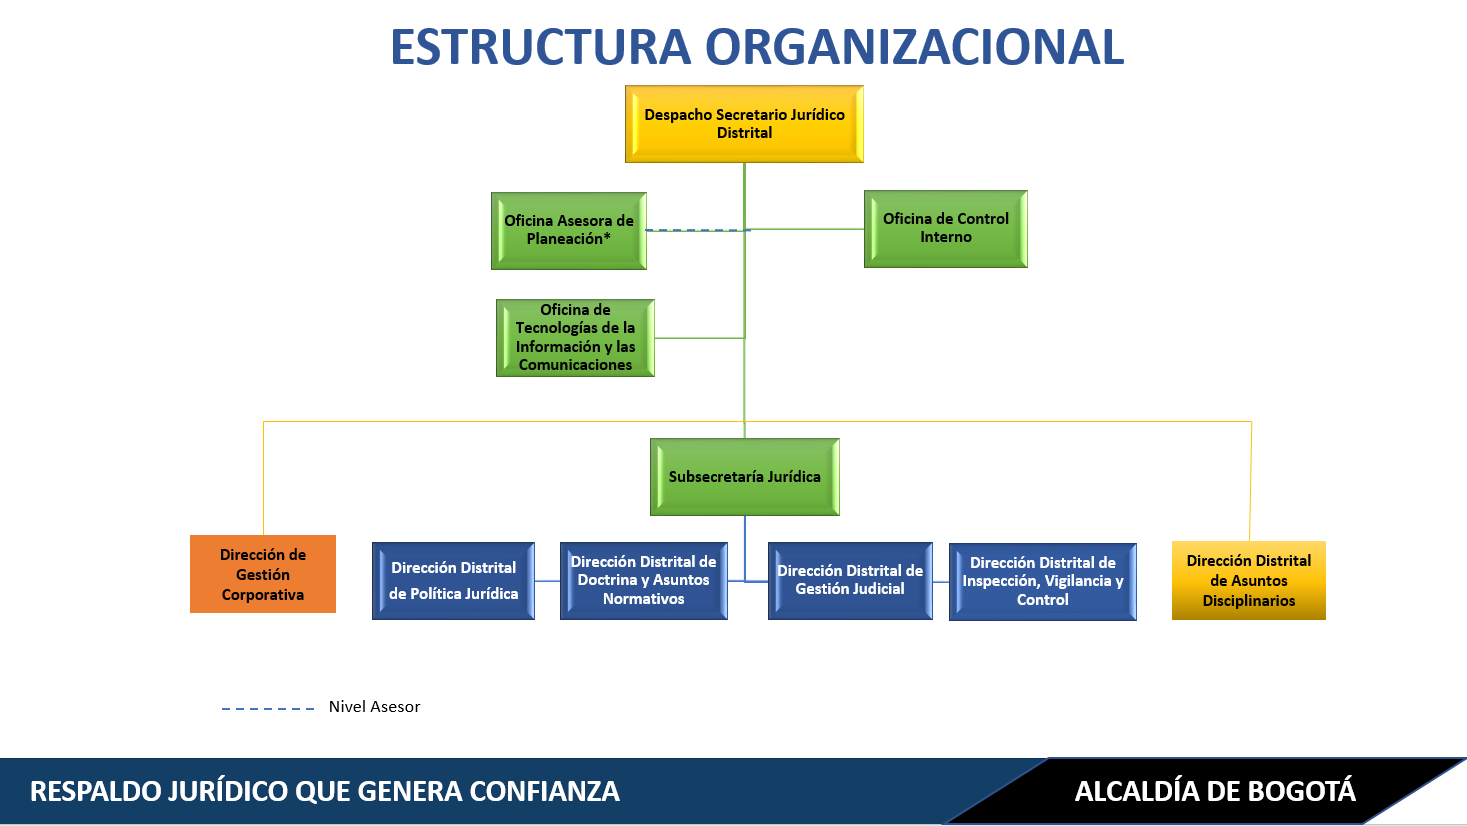 ESTRUCTURA ORGANIZACIONAL
Despacho Secretario Jurídico
Distrital
Oficina Asesora de
Planeación*
Oficina de Control
Interno
Oficina de
Tecnologías de la
Información y las
Comunicaciones
Subsecretaría Jurídica
Dirección de
Gestión
Corporativa
Dirección Distrital
de Política Jurídica
Dirección Distrital de
Doctrina y Asuntos
Normativos
Dirección Distrital de
Gestión Judicial
Dirección Distrital de
Inspección, Vigilancia y
Control
Dirección Distrital
de Asuntos
Disciplinarios
Nivel Asesor
RESPALDO JURÍDICO QUE GENERA CONFIANZA
ALCALDÍA DE BOGOTÁ